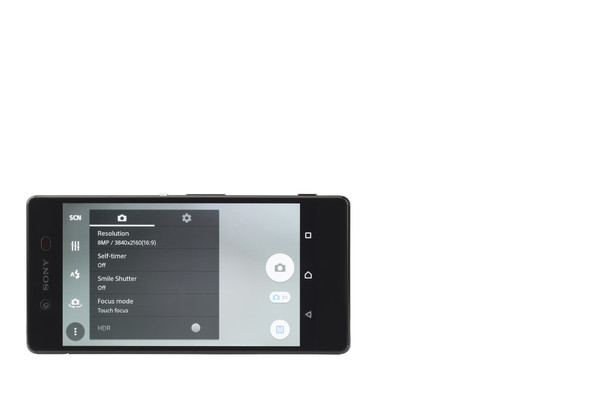 SCN
SONY
Resolution
8MP / 3840x2160(16:9)
Self-timer
Off
Smile Shutter
Off
Focus mode
Touch focus
HDR
M